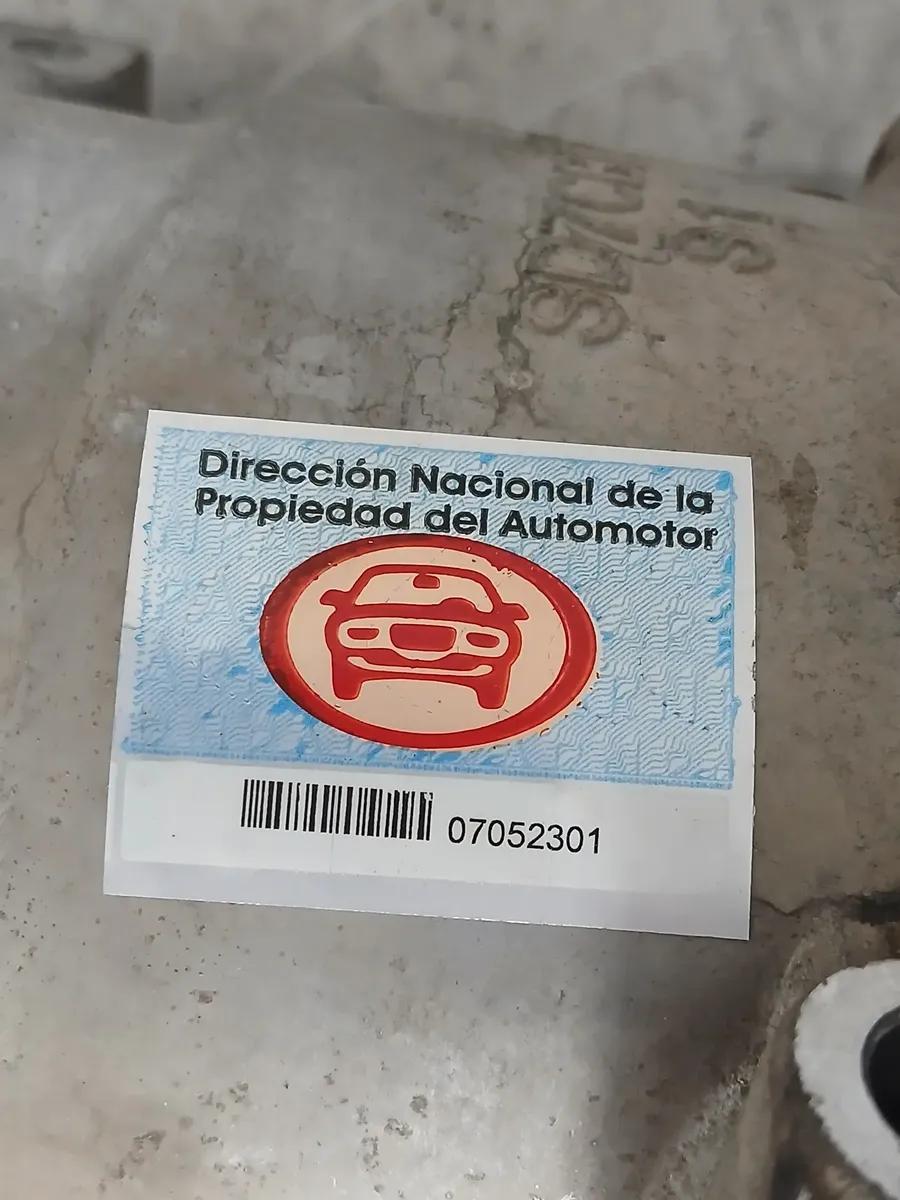 Dirección Nacional de la
Propiedad del Automotor
07052301